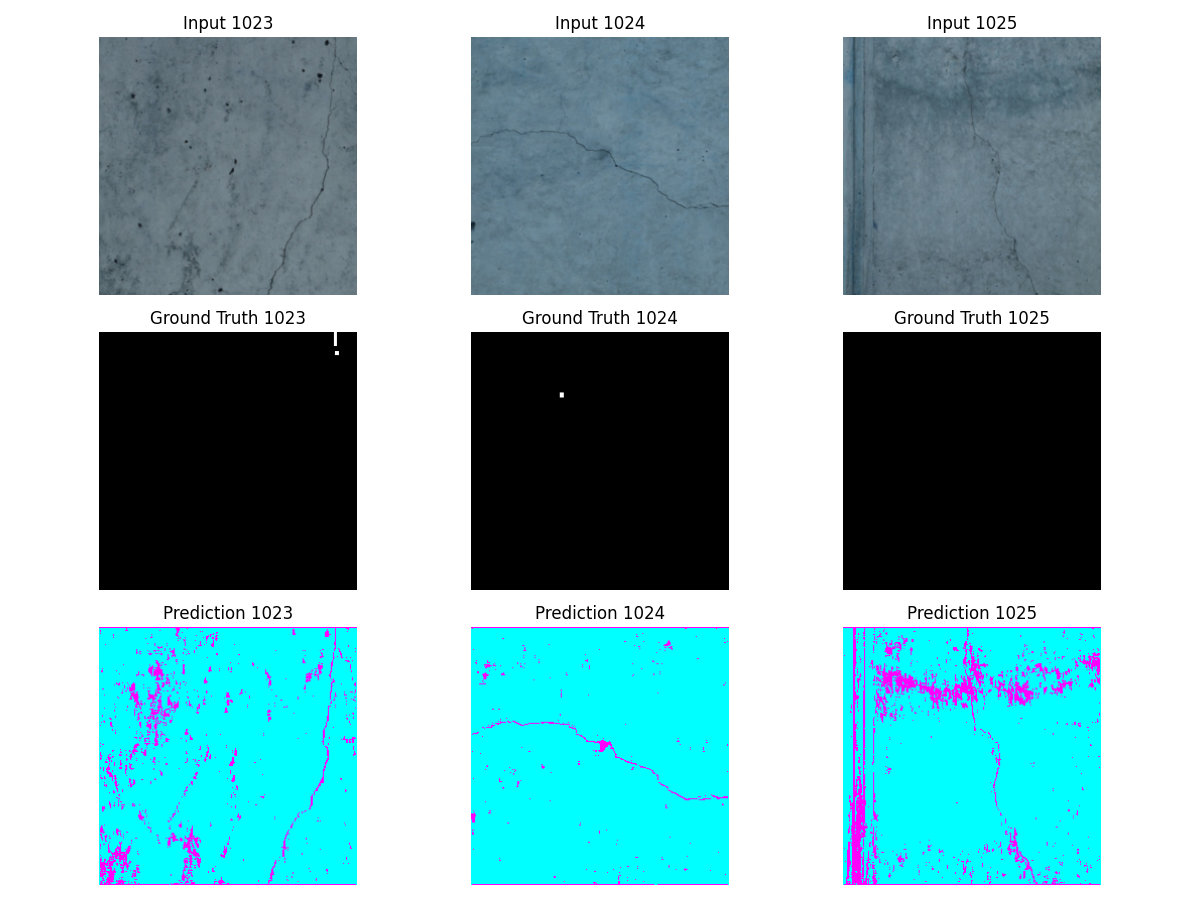 Input 1023
Input 1024
Input 1025
Ground Truth 1023
Ground Truth 1024
Ground Truth 1025
Prediction 1023
Prediction 1024
Prediction 1025